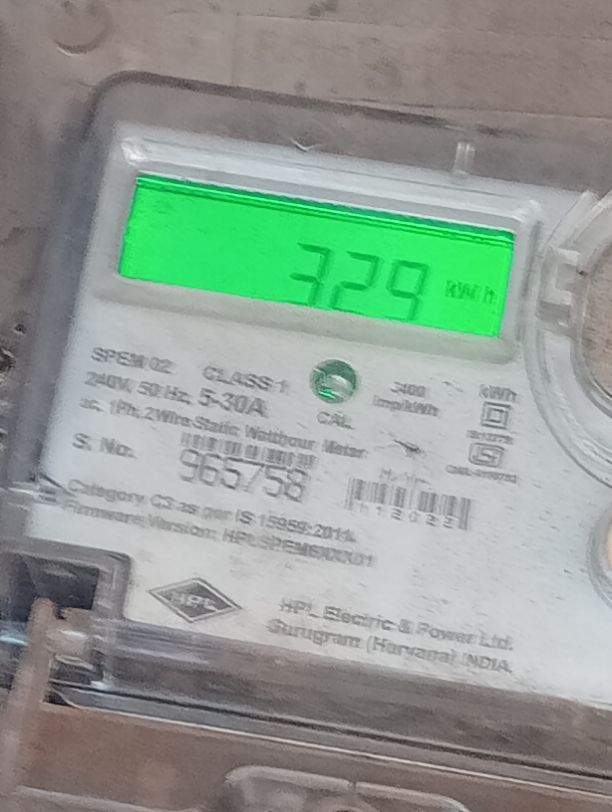 329 kWh
SPEM 02 CLASS 1 3400 kWh
240V, 50 Hz, 5-30A CAL. imp/kWh
ac. 1Ph, 2Wire Static Watthour Meter
S. No. 965758
Category C2 as per IS 15959:2011.
Firmware Version:
HPL
HPL Electric & Power Ltd.
Gurugram (Haryana) INDIA